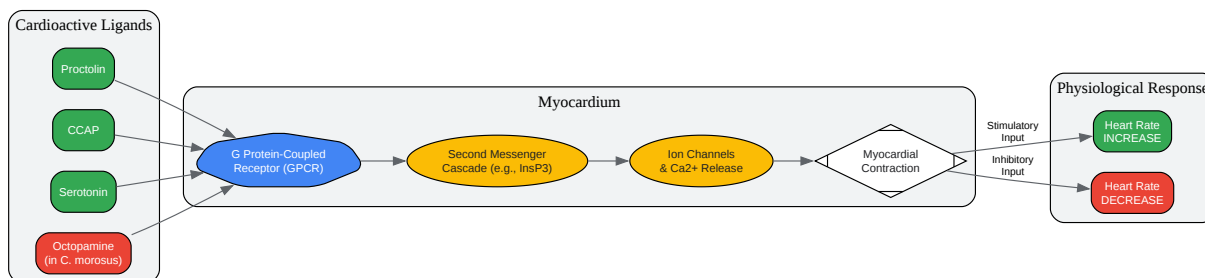 Cardioactive Ligands
Proctolin
CCAP
Serotonin
Octopamine
(in C. morosus)
Myocardium
G Protein-Coupled
Receptor (GPCR)
Second Messenger
Cascade (e.g., InsP3)
Ion Channels
& Ca2+ Release
Myocardial
Contraction
Stimulatory
Input
Inhibitory
Input
Physiological Response
Heart Rate
INCREASE
Heart Rate
DECREASE